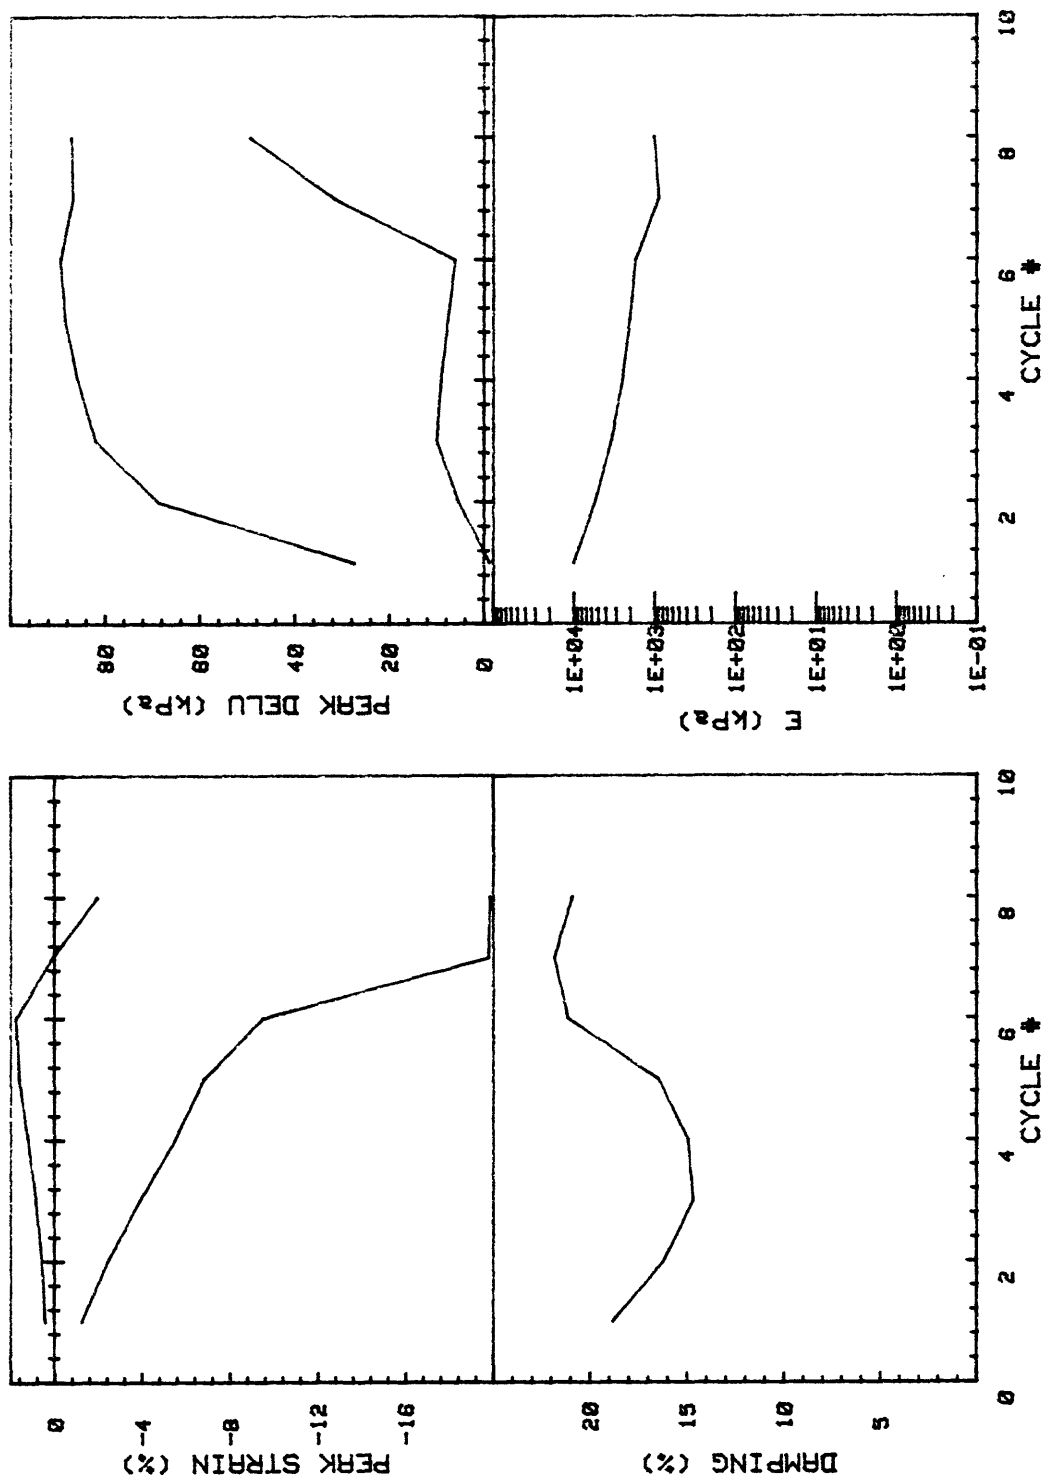 PEAK STRAIN (%)
0
-4
-8
-12
-16
DAMPING (%)
20
15
10
5
0 2 4 6 8 10
CYCLE #
PEAK DELU (kPa)
80
60
40
20
0
E (kPa)
1E+04
1E+03
1E+02
1E+01
1E+00
1E-01
2 4 6 8 10
CYCLE #